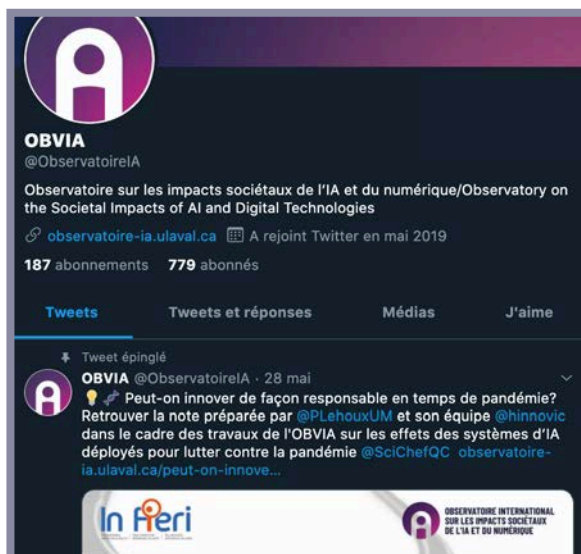 OBVIA
@ObservatoireIA
Observatoire sur les impacts sociétaux de l'IA et du numérique/Observatory on
the Societal Impacts of AI and Digital Technologies
observatoire-ia.ulaval.ca A rejoint Twitter en mai 2019
187 abonnements 779 abonnés
Tweets Tweets et réponses Médias J'aime
Tweet épinglé
OBVIA @ObservatoireIA · 28 mai
💡🧬 Peut-on innover de façon responsable en temps de pandémie?
Retrouver la note préparée par @PLehouxUM et son équipe @hinnovic
dans le cadre des travaux de l'OBVIA sur les effets des systèmes d'IA
déployés pour lutter contre la pandémie @SciChefQC observatoire-
ia.ulaval.ca/peut-on-innove...
In Fieri
OBSERVATOIRE INTERNATIONAL
SUR LES IMPACTS SOCIÉTAUX
DE L'IA ET DU NUMÉRIQUE